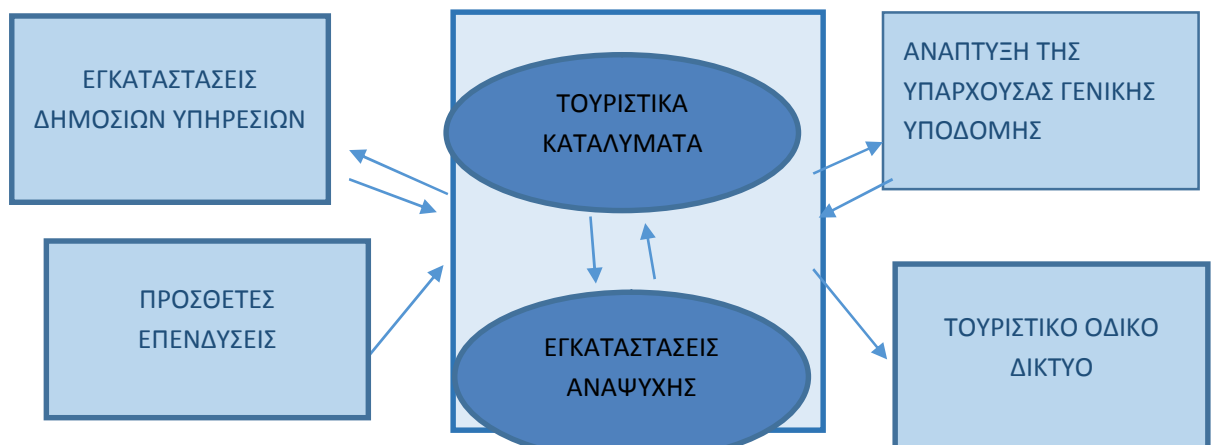 ΕΓΚΑΤΑΣΤΑΣΕΙΣ
ΔΗΜΟΣΙΩΝ ΥΠΗΡΕΣΙΩΝ
ΤΟΥΡΙΣΤΙΚΑ
ΚΑΤΑΛΥΜΑΤΑ
ΑΝΑΠΤΥΞΗ ΤΗΣ
ΥΠΑΡΧΟΥΣΑΣ ΓΕΝΙΚΗΣ
ΥΠΟΔΟΜΗΣ
ΠΡΟΣΘΕΤΕΣ
ΕΠΕΝΔΥΣΕΙΣ
ΕΓΚΑΤΑΣΤΑΣΕΙΣ
ΑΝΑΨΥΧΗΣ
ΤΟΥΡΙΣΤΙΚΟ ΟΔΙΚΟ
ΔΙΚΤΥΟ